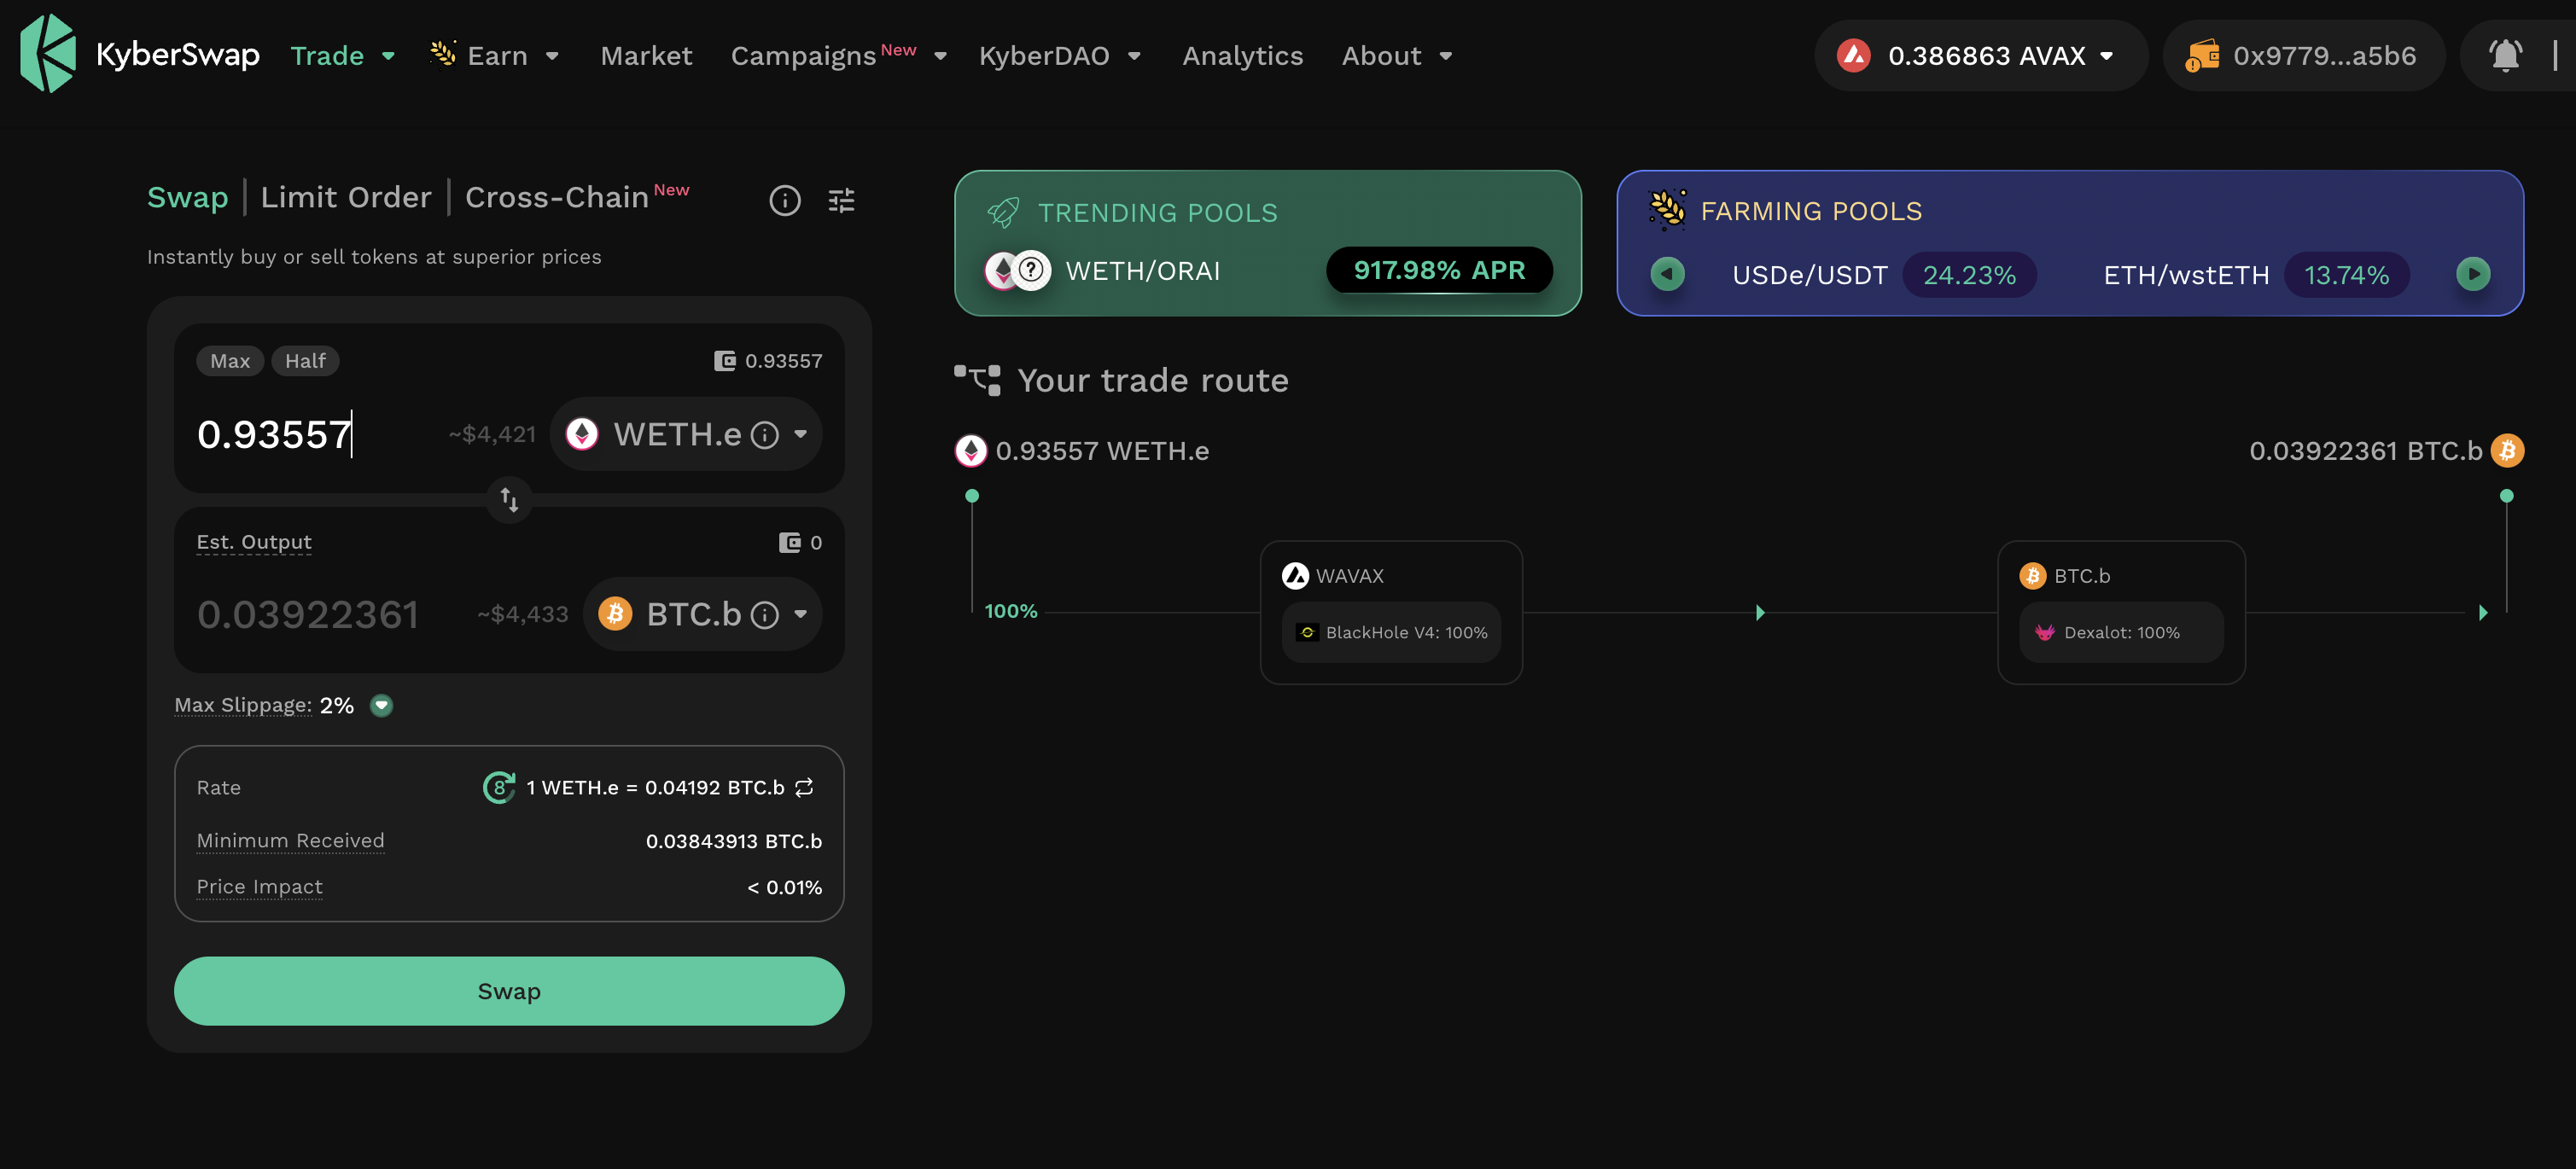 KyberSwap Trade Earn Market Campaigns New KyberDAO Analytics About 0.386863 AVAX 0x9779...a5b6
Swap | Limit Order | Cross-Chain New
Instantly buy or sell tokens at superior prices
Max Half 0.93557
0.93557 ~$4,421 WETH.e
Est. Output 0
0.03922361 ~$4,433 BTC.b
Max Slippage: 2%
Rate 8 1 WETH.e = 0.04192 BTC.b
Minimum Received 0.03843913 BTC.b
Price Impact < 0.01%
Swap
TRENDING POOLS
WETH/ORAI 917.98% APR
FARMING POOLS
USDe/USDT 24.23% ETH/wstETH 13.74%
Your trade route
0.93557 WETH.e 0.03922361 BTC.b
100%
WAVAX
BlackHole V4: 100%
BTC.b
Dexalot: 100%